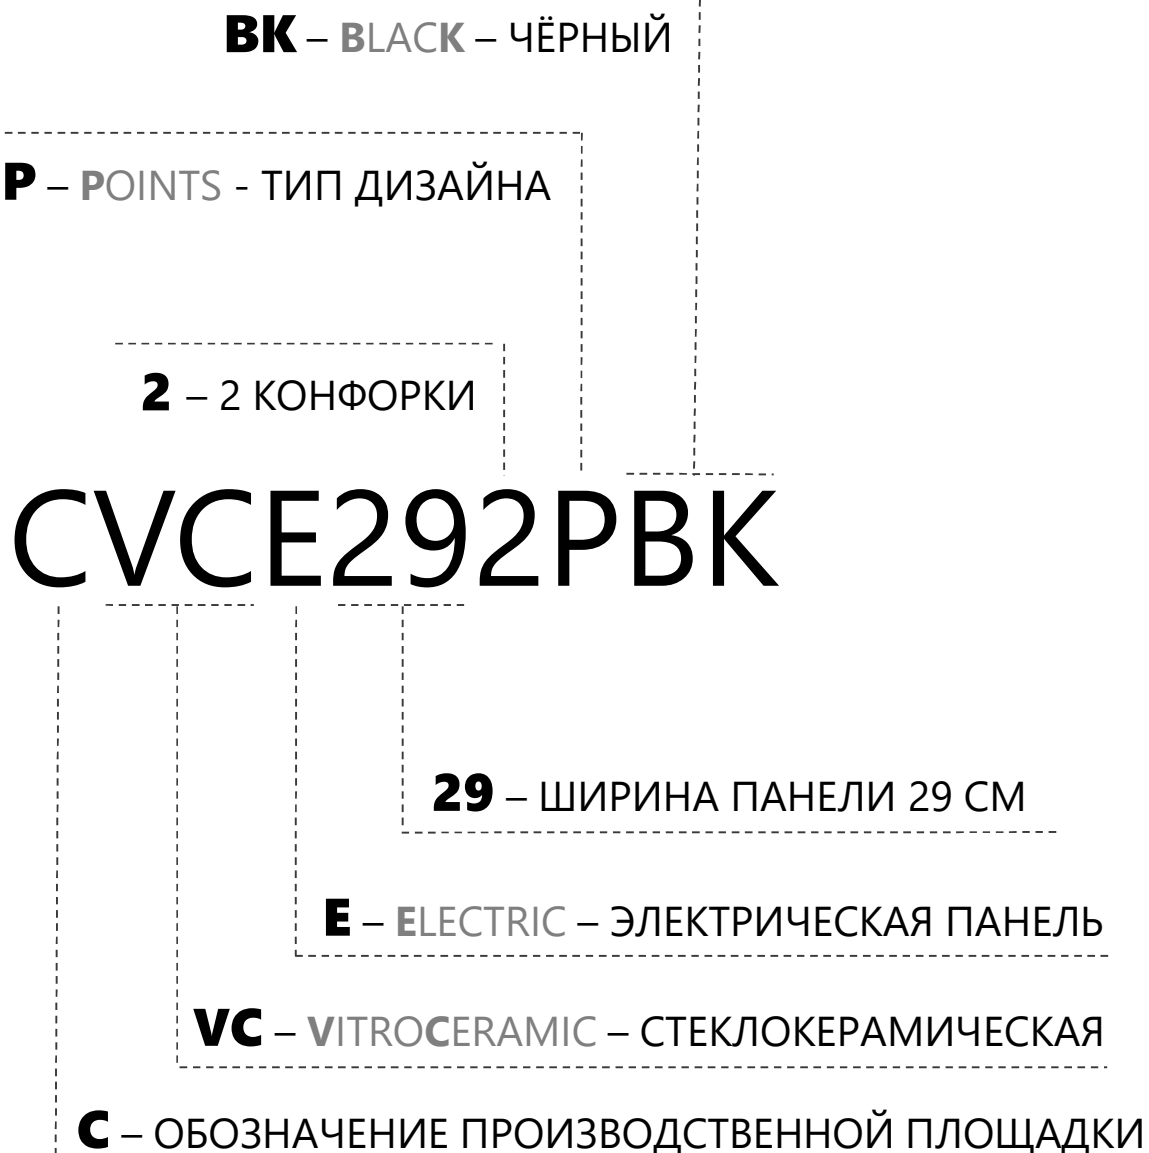 BK – BLACK – ЧЁРНЫЙ
P – POINTS - ТИП ДИЗАЙНА
2 – 2 КОНФОРКИ
CVCE292PBK
29 – ШИРИНА ПАНЕЛИ 29 СМ
E – ELECTRIC – ЭЛЕКТРИЧЕСКАЯ ПАНЕЛЬ
VC – VITROCERAMIC – СТЕКЛОКЕРАМИЧЕСКАЯ
C – ОБОЗНАЧЕНИЕ ПРОИЗВОДСТВЕННОЙ ПЛОЩАДКИ